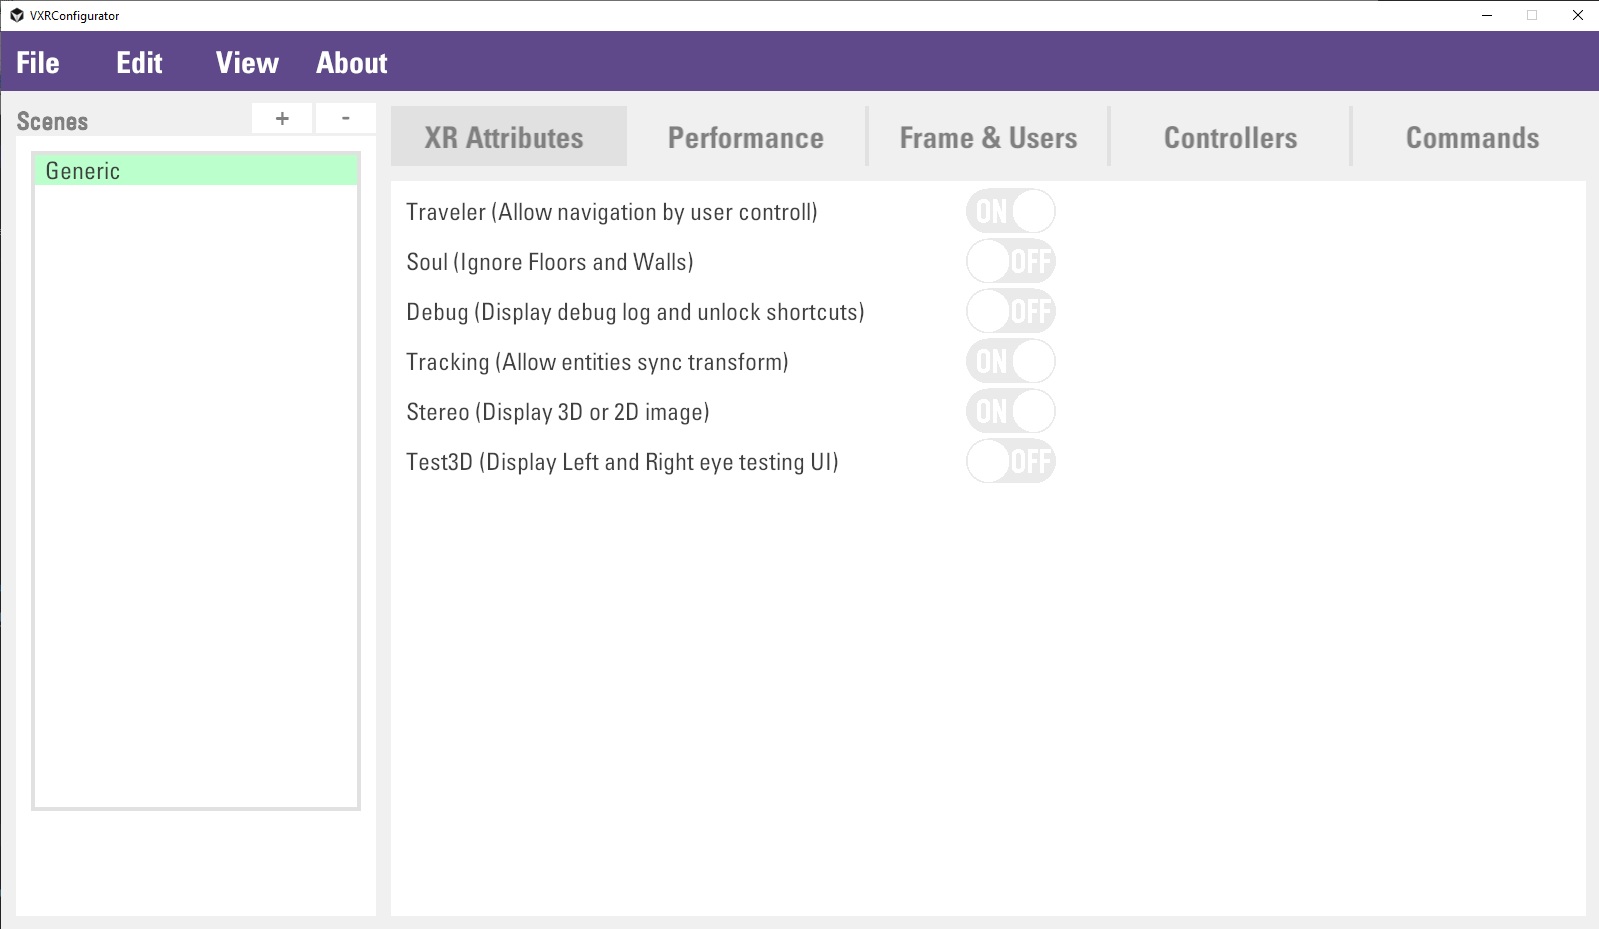 VXRConfigurator
File Edit View About
Scenes + -
Generic
XR Attributes Performance Frame & Users Controllers Commands
Traveler (Allow navigation by user controll) ON
Soul (Ignore Floors and Walls) OFF
Debug (Display debug log and unlock shortcuts) OFF
Tracking (Allow entities sync transform) ON
Stereo (Display 3D or 2D image) ON
Test3D (Display Left and Right eye testing UI) OFF